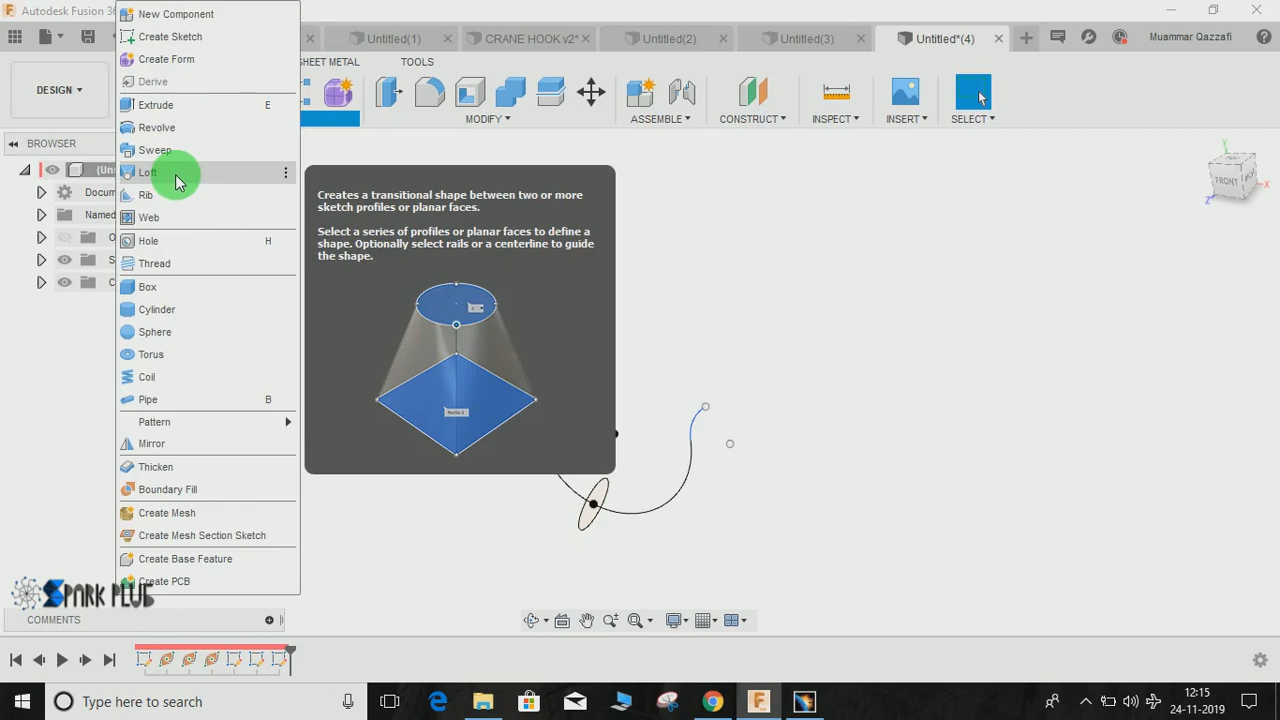 Autodesk Fusion 36
Untitled(1)
CRANE HOOK v2*
Untitled(2)
Untitled(3)
Untitled*(4)
Muammar Qazzafi
SHEET METAL
TOOLS
DESIGN
MODIFY
ASSEMBLE
CONSTRUCT
INSPECT
INSERT
SELECT
BROWSER
(Un
Docum
Named
O
S
C
New Component
Create Sketch
Create Form
Derive
Extrude E
Revolve
Sweep
Loft
Rib
Web
Hole H
Thread
Box
Cylinder
Sphere
Torus
Coil
Pipe B
Pattern
Mirror
Thicken
Boundary Fill
Create Mesh
Create Mesh Section Sketch
Create Base Feature
Create PCB
Creates a transitional shape between two or more
sketch profiles or planar faces.
Select a series of profiles or planar faces to define a
shape. Optionally select rails or a centerline to guide
the shape.
Profile 1
Y
FRONT
X
Z
SPARK PLUG
COMMENTS
Type here to search
12:15
24-11-2019